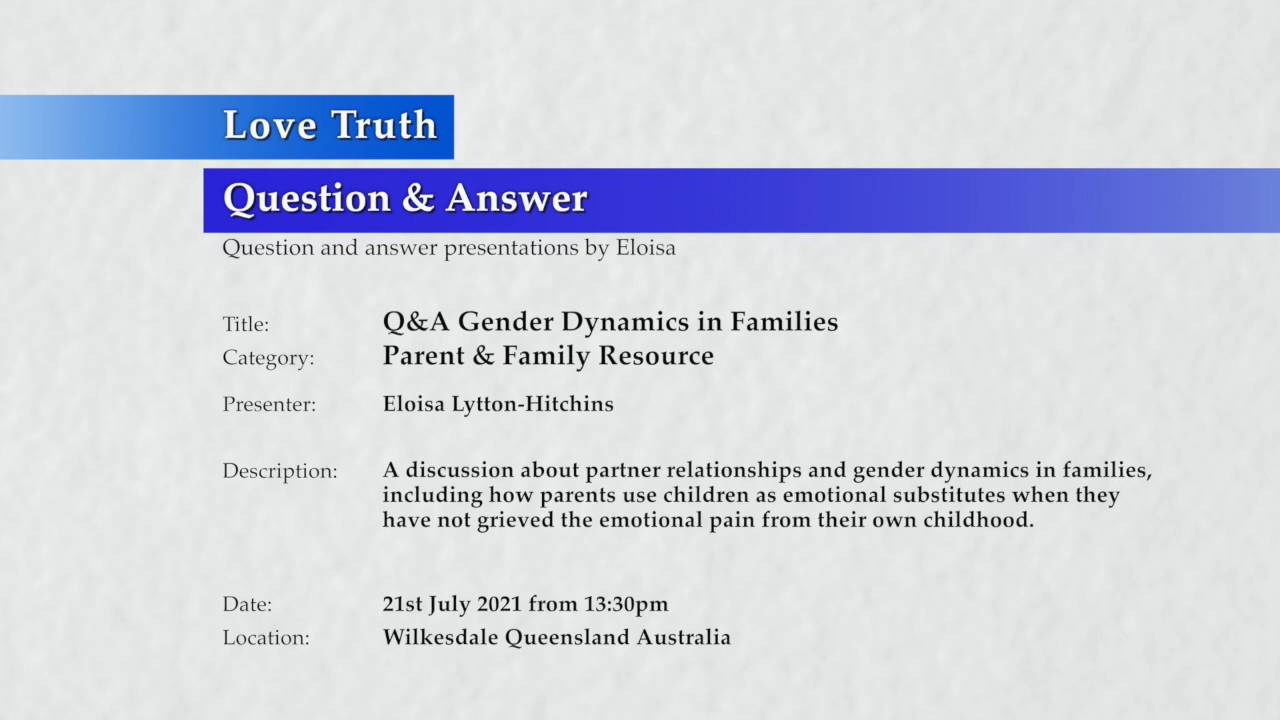 Love Truth
Question & Answer
Question and answer presentations by Eloisa
Title: Q&A Gender Dynamics in Families
Category: Parent & Family Resource
Presenter: Eloisa Lytton-Hitchins
Description: A discussion about partner relationships and gender dynamics in families,
including how parents use children as emotional substitutes when they
have not grieved the emotional pain from their own childhood.
Date: 21st July 2021 from 13:30pm
Location: Wilkesdale Queensland Australia